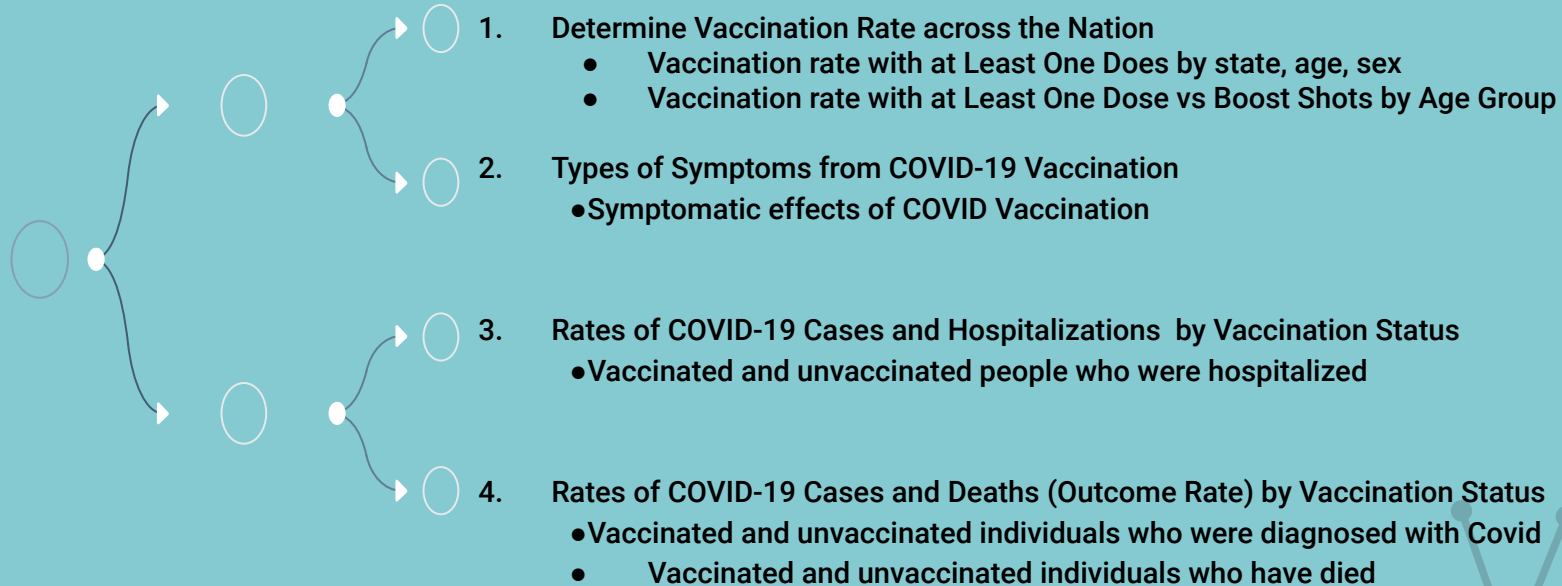 1. Determine Vaccination Rate across the Nation
● Vaccination rate with at Least One Does by state, age, sex
● Vaccination rate with at Least One Dose vs Boost Shots by Age Group
2. Types of Symptoms from COVID-19 Vaccination
●Symptomatic effects of COVID Vaccination
3. Rates of COVID-19 Cases and Hospitalizations by Vaccination Status
●Vaccinated and unvaccinated people who were hospitalized
4. Rates of COVID-19 Cases and Deaths (Outcome Rate) by Vaccination Status
●Vaccinated and unvaccinated individuals who were diagnosed with Covid
● Vaccinated and unvaccinated individuals who have died